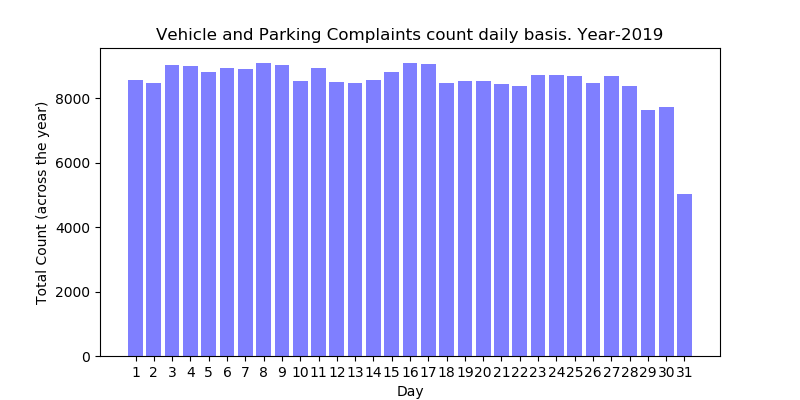 Vehicle and Parking Complaints count daily basis. Year-2019
Total Count (across the year)
8000
6000
4000
2000
0
1 2 3 4 5 6 7 8 9 10 11 12 13 14 15 16 17 18 19 20 21 22 23 24 25 26 27 28 29 30 31
Day